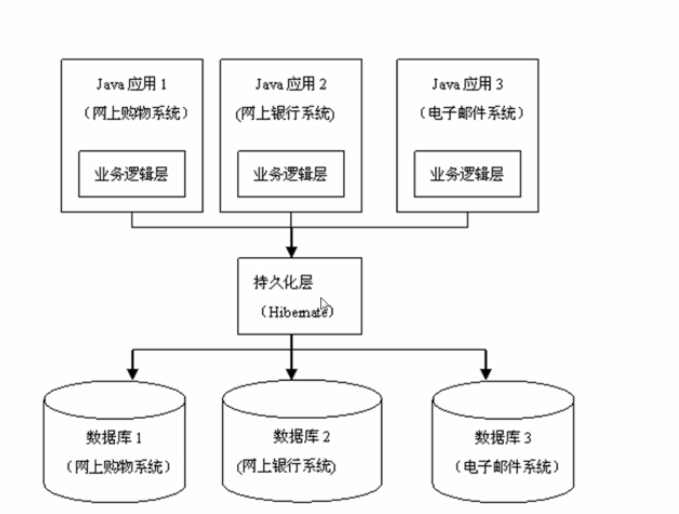 Java 应用 1
（网上购物系统）
业务逻辑层
Java 应用 2
(网上银行系统)
业务逻辑层
Java 应用 3
（电子邮件系统）
业务逻辑层
持久化层
（Hibernate）
数据库 1
（网上购物系统）
数据库 2
(网上银行系统)
数据库 3
（电子邮件系统）